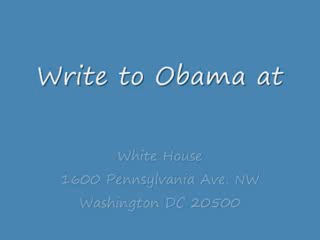 Write to Obama at
White House
1600 Pennsylvania Ave. NW
Washington DC 20500